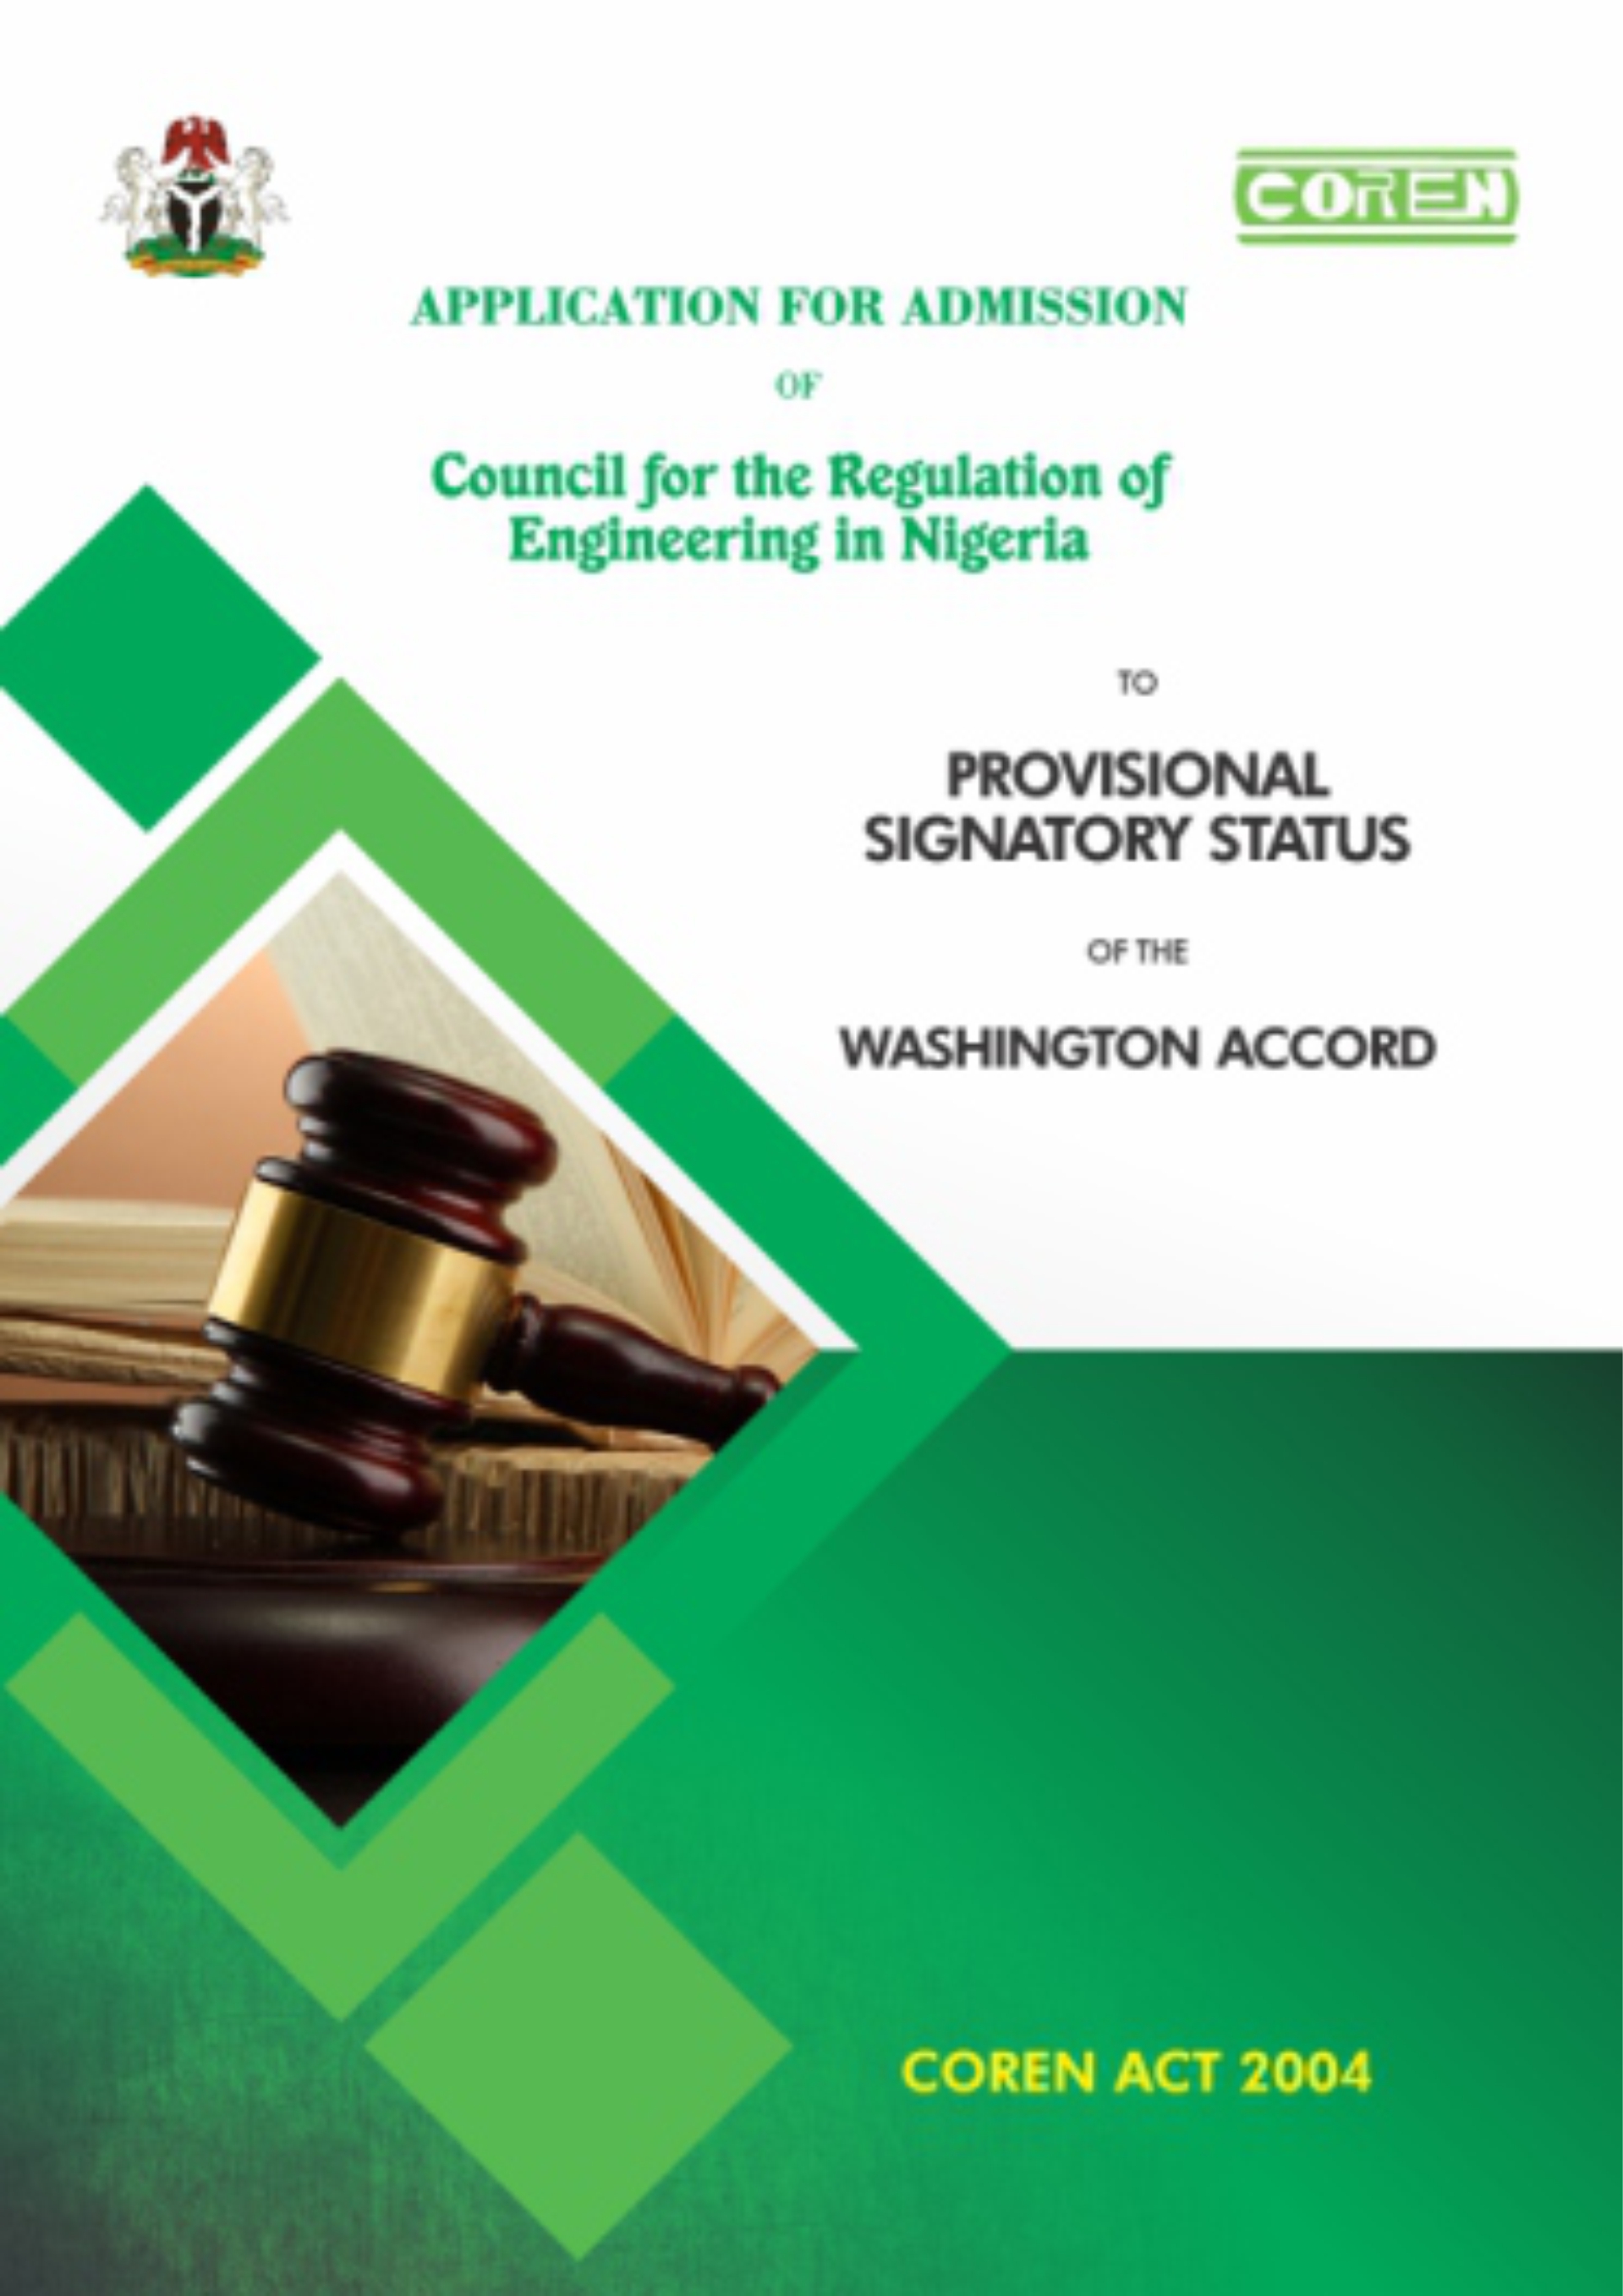 COREN
APPLICATION FOR ADMISSION
OF
Council for the Regulation of
Engineering in Nigeria
TO
PROVISIONAL
SIGNATORY STATUS
OF THE
WASHINGTON ACCORD
COREN ACT 2004